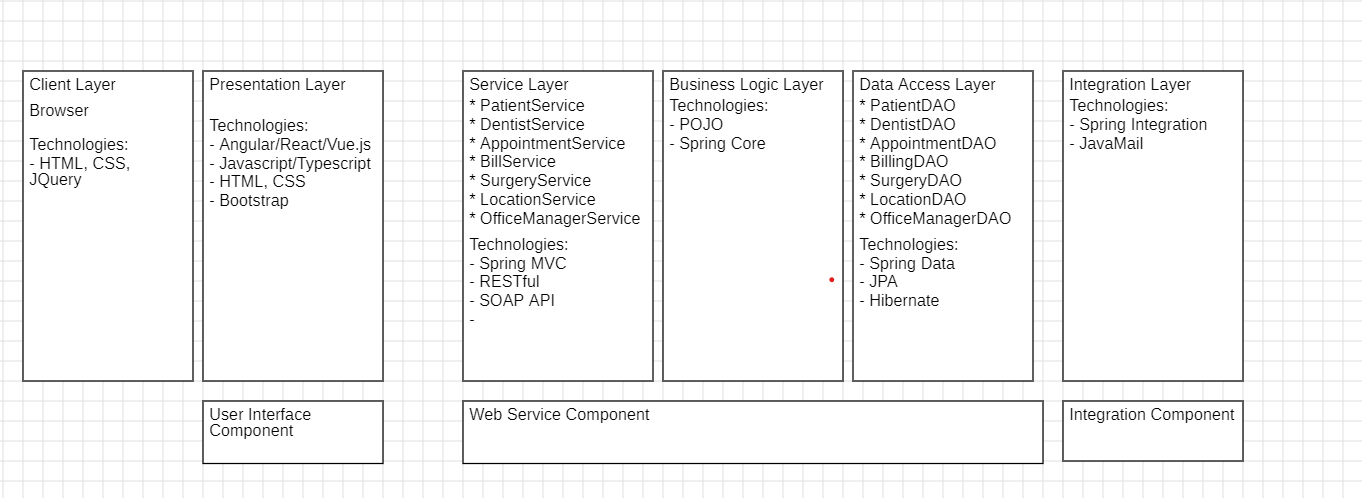 Client Layer
Browser
Technologies:
- HTML, CSS,
JQuery
Presentation Layer
Technologies:
- Angular/React/Vue.js
- Javascript/Typescript
- HTML, CSS
- Bootstrap
Service Layer
* PatientService
* DentistService
* AppointmentService
* BillService
* SurgeryService
* LocationService
* OfficeManagerService
Technologies:
- Spring MVC
- RESTful
- SOAP API
-
Business Logic Layer
Technologies:
- POJO
- Spring Core
Data Access Layer
* PatientDAO
* DentistDAO
* AppointmentDAO
* BillingDAO
* SurgeryDAO
* LocationDAO
* OfficeManagerDAO
Technologies:
- Spring Data
- JPA
- Hibernate
Integration Layer
Technologies:
- Spring Integration
- JavaMail
User Interface
Component
Web Service Component
Integration Component